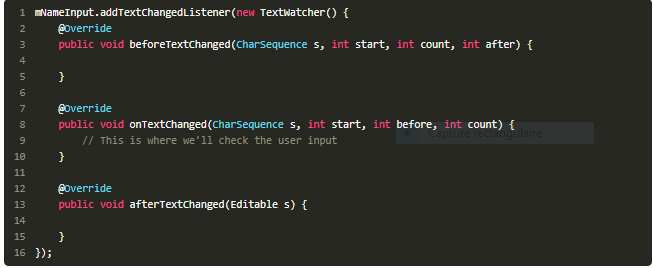 1 mNameInput.addTextChangedListener(new TextWatcher() {
2 @Override
3 public void beforeTextChanged(CharSequence s, int start, int count, int after) {
4
5 }
6
7 @Override
8 public void onTextChanged(CharSequence s, int start, int before, int count) {
Capture rectangulaire
9 // This is where we'll check the user input
10 }
11
12 @Override
13 public void afterTextChanged(Editable s) {
14
15 }
16 });